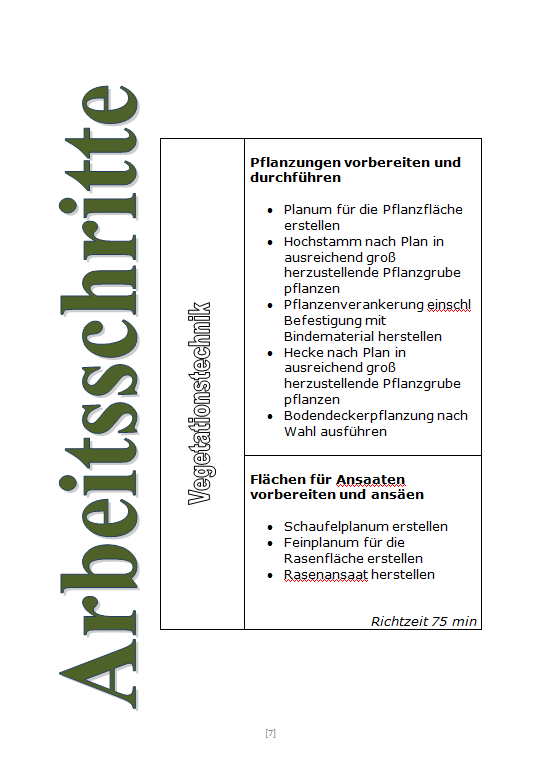 Arbeitsschritte
Vegetationstechnik
Pflanzungen vorbereiten und
durchführen
• Planum für die Pflanzfläche
erstellen
• Hochstamm nach Plan in
ausreichend groß
herzustellende Pflanzgrube
pflanzen
• Pflanzenverankerung einschl
Befestigung mit
Bindematerial herstellen
• Hecke nach Plan in
ausreichend groß
herzustellende Pflanzgrube
pflanzen
• Bodendeckerpflanzung nach
Wahl ausführen
Flächen für Ansaaten
vorbereiten und ansäen
• Schaufelplanum erstellen
• Feinplanum für die
Rasenfläche erstellen
• Rasenansaat herstellen
Richtzeit 75 min
[7]